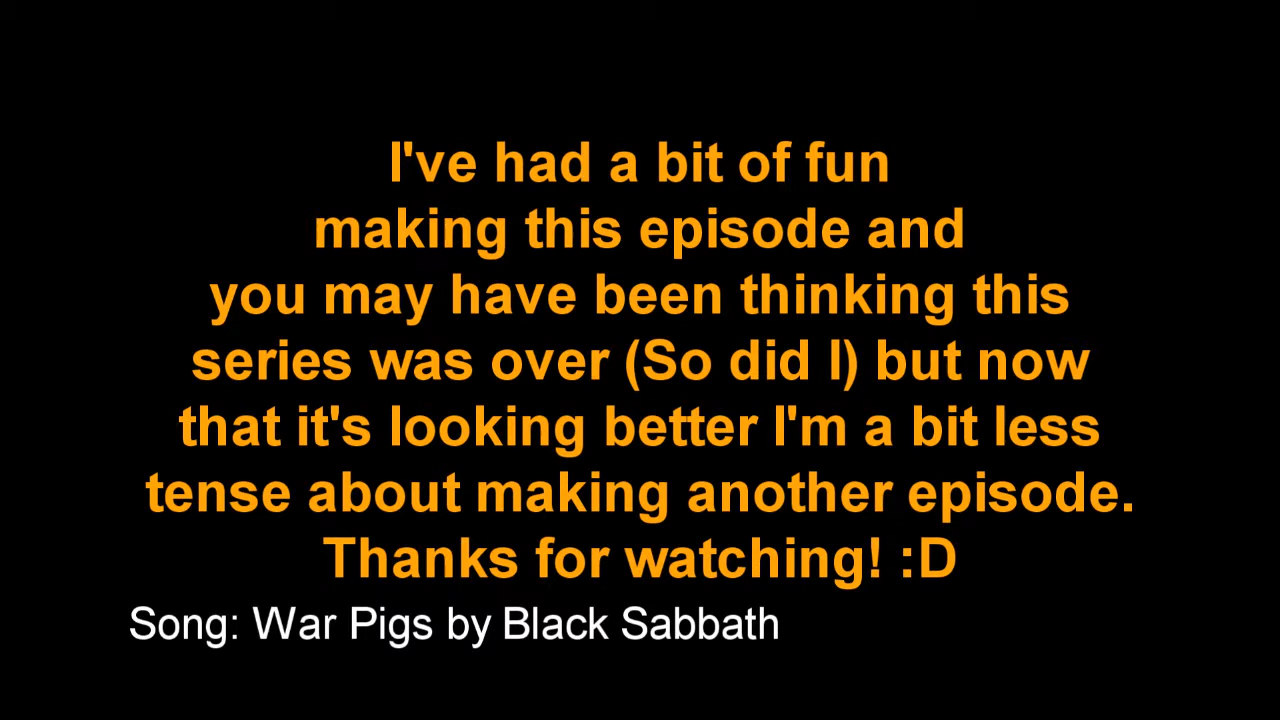 I've had a bit of fun
making this episode and
you may have been thinking this
series was over (So did I) but now
that it's looking better I'm a bit less
tense about making another episode.
Thanks for watching! :D
Song: War Pigs by Black Sabbath